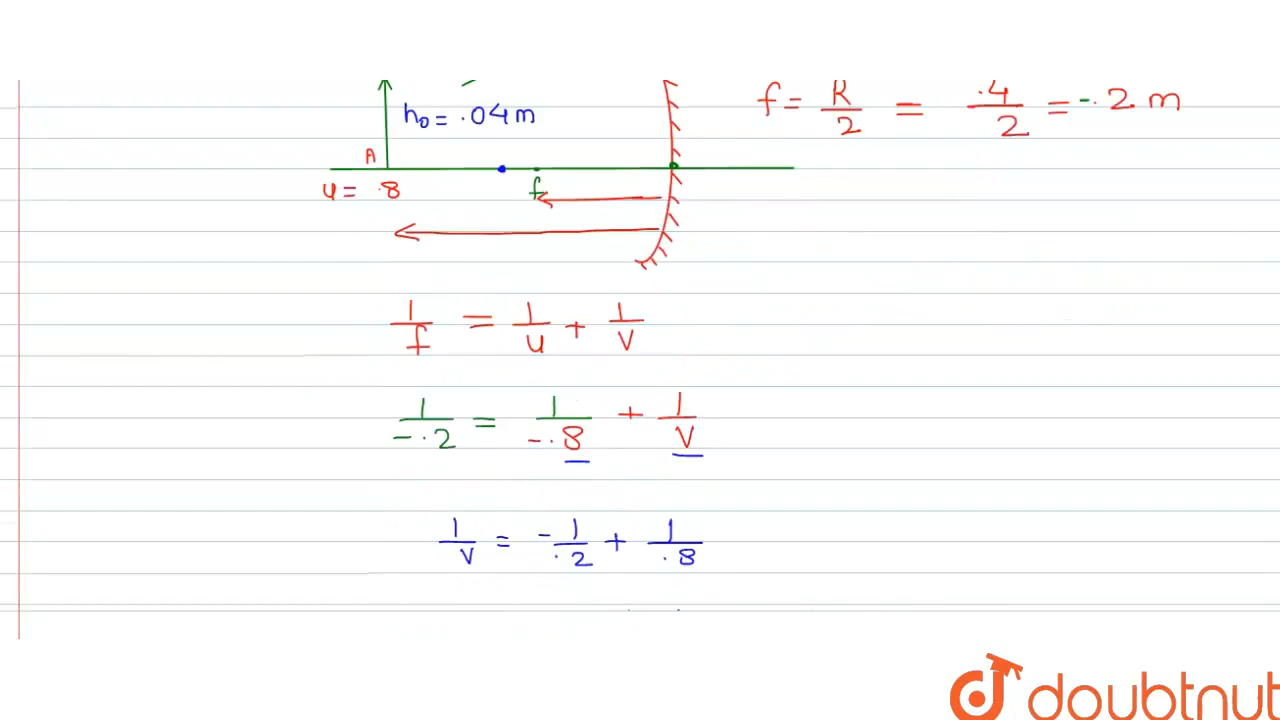 h₀ = .04 m
f = R/2 = .4/2 = -.2 m
A
u = .8
f
1/f = 1/u + 1/v
1/-.2 = 1/-.8 + 1/v
1/v = -1/.2 + 1/.8
doubtnut